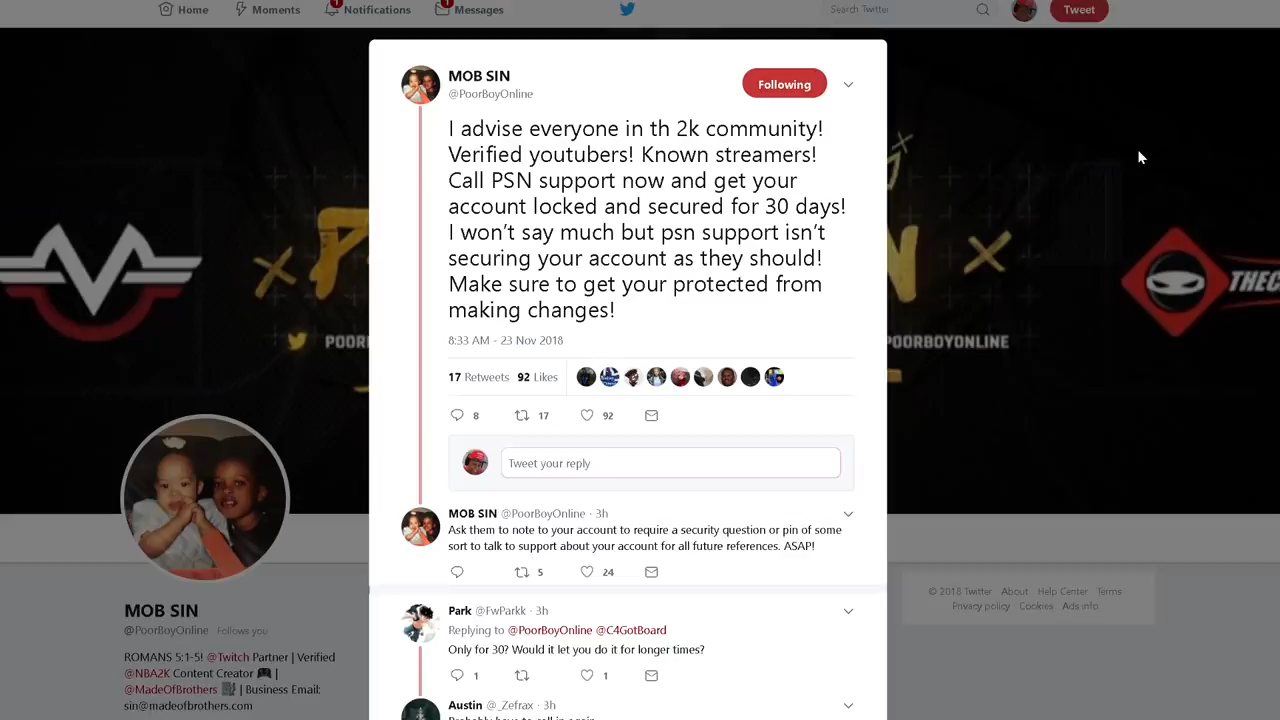 Home
Moments
1
Notifications
1
Messages
Search Twitter
Tweet
MOB SIN
@PoorBoyOnline
Following
I advise everyone in th 2k community!
Verified youtubers! Known streamers!
Call PSN support now and get your
account locked and secured for 30 days!
I won't say much but psn support isn't
securing your account as they should!
Make sure to get your protected from
making changes!
8:33 AM - 23 Nov 2018
17 Retweets 92 Likes
8 17 92
Tweet your reply
THEC
POORBOYONLINE
MOB SIN @PoorBoyOnline · 3h
Ask them to note to your account to require a security question or pin of some
sort to talk to support about your account for all future references. ASAP!
5 24
Park @FwParkk · 3h
Replying to @PoorBoyOnline @C4GotBoard
Only for 30? Would it let you do it for longer times?
1 1
Austin @_Zefrax · 3h
MOB SIN
@PoorBoyOnline Follows you
ROMANS 5:1-5! @Twitch Partner | Verified
@NBA2K Content Creator 🎮 |
@MadeOfBrothers | Business Email:
sin@madeofbrothers.com
© 2018 Twitter About Help Center Terms
Privacy policy Cookies Ads info